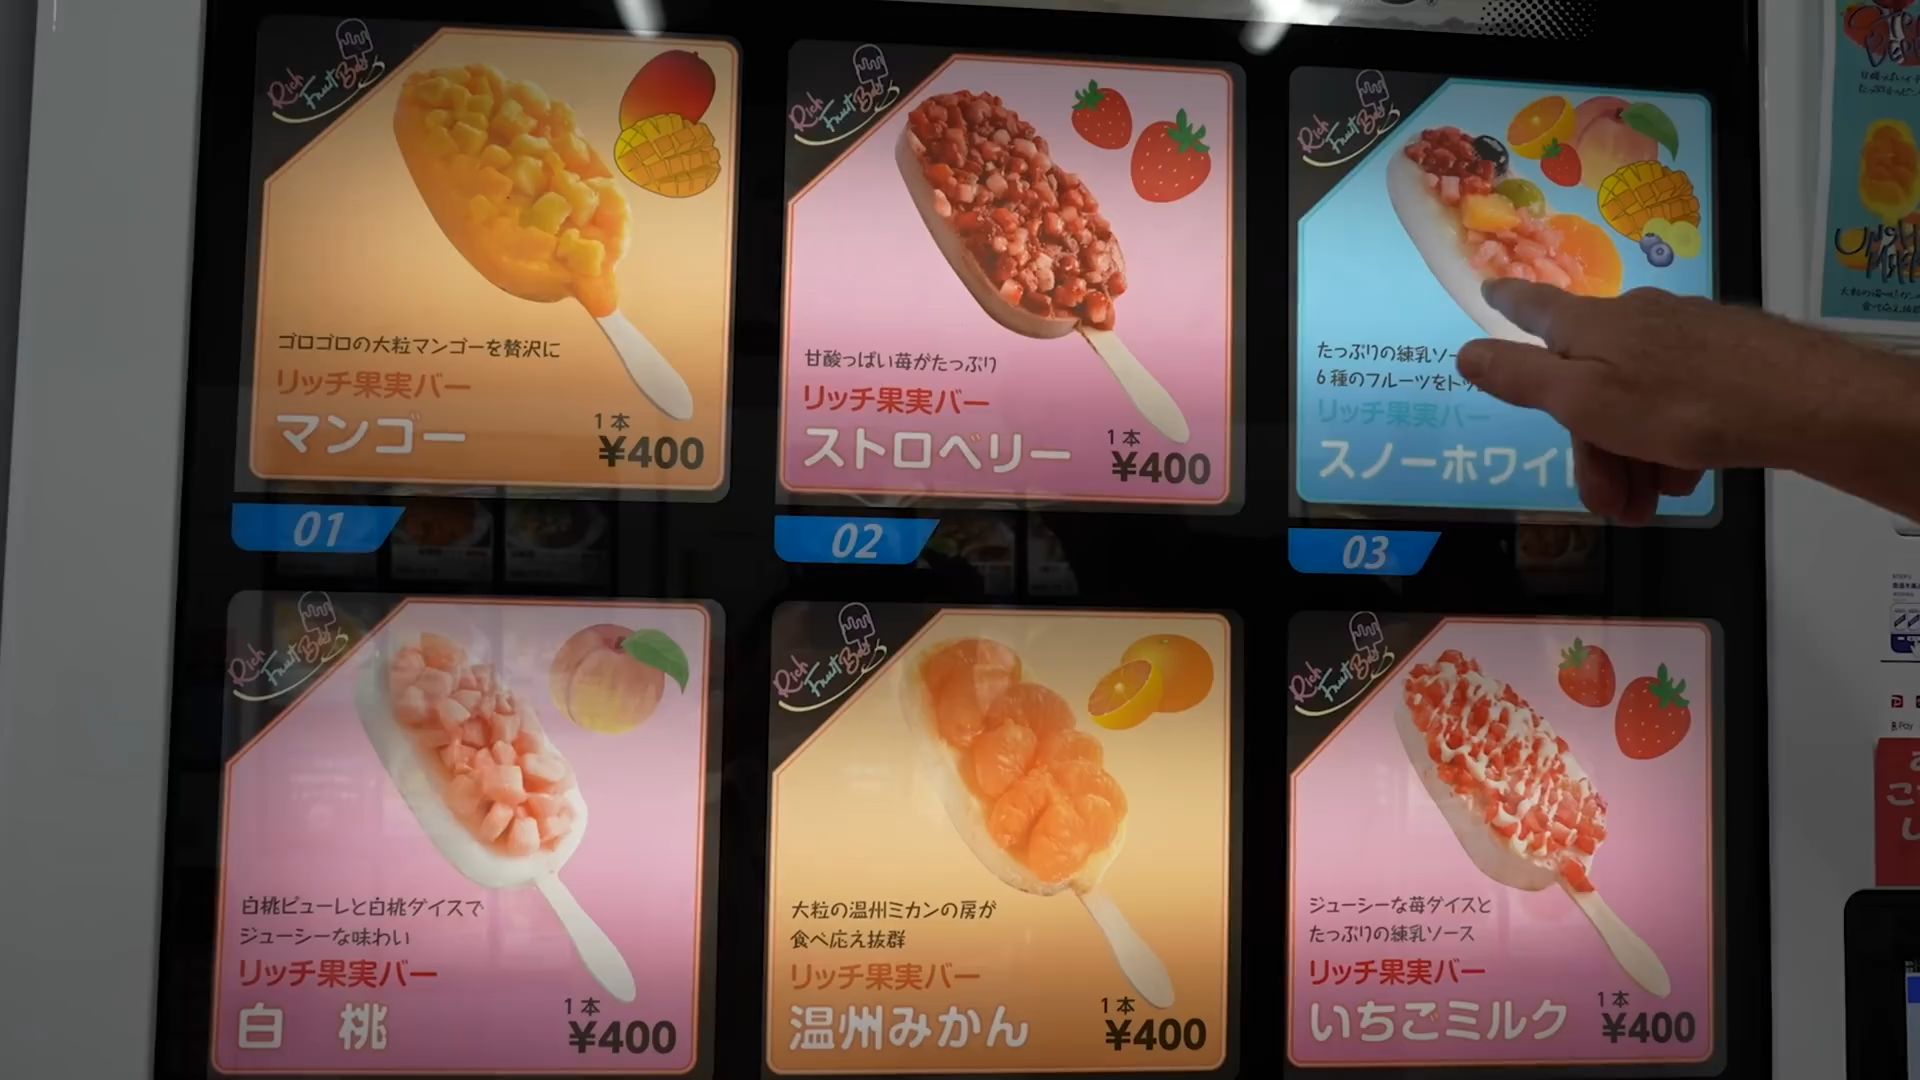 Rich Fruit Bar
ゴロゴロの大粒マンゴーを贅沢に
リッチ果実バー
マンゴー
1本
¥400
01
Rich Fruit Bar
甘酸っぱい苺がたっぷり
リッチ果実バー
ストロベリー
1本
¥400
02
Rich Fruit Bar
たっぷりの練乳ソー
6種のフルーツをト
リッチ果実バー
スノーホワイ
03
Rich Fruit Bar
白桃ピューレと白桃ダイスで
ジューシーな味わい
リッチ果実バー
白 桃
1本
¥400
Rich Fruit Bar
大粒の温州ミカンの房が
食べ応え抜群
リッチ果実バー
温州みかん
1本
¥400
Rich Fruit Bar
ジューシーな苺ダイスと
たっぷりの練乳ソース
リッチ果実バー
いちごミルク
1本
¥400